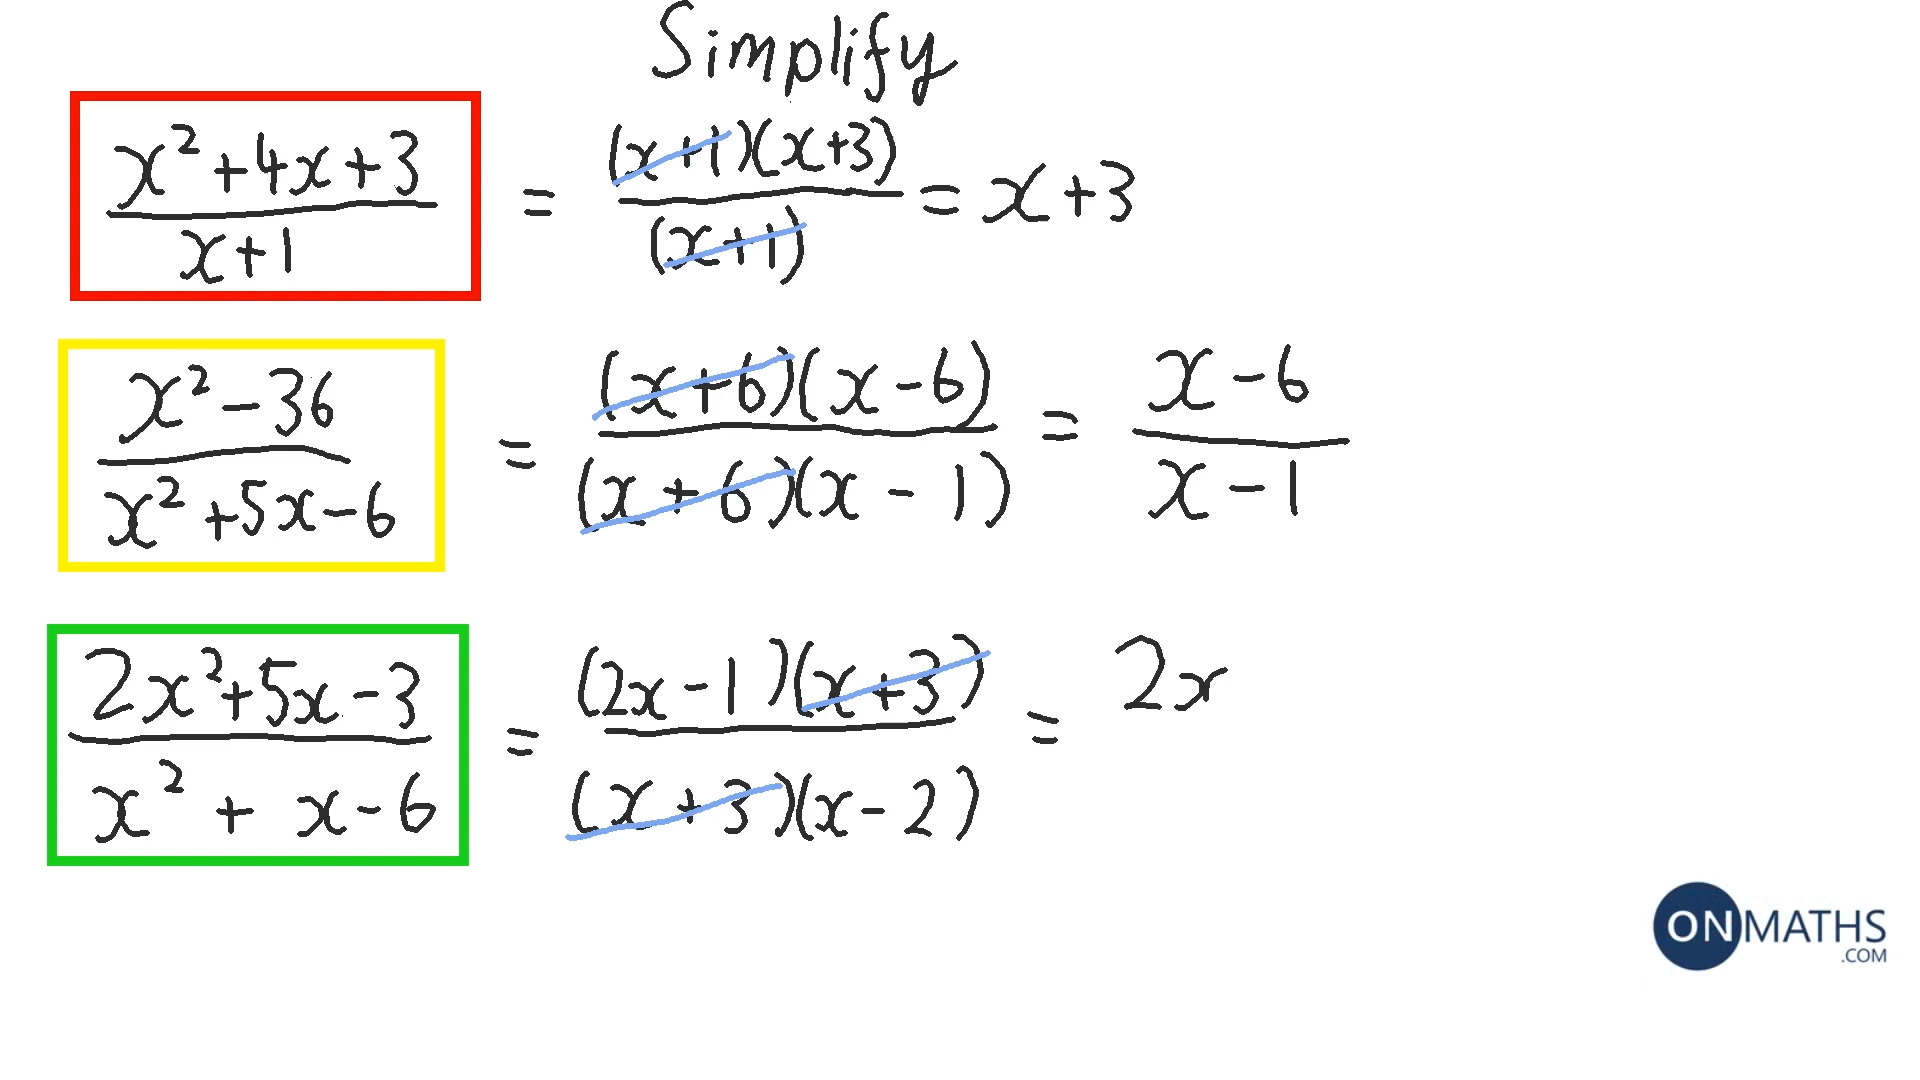 Simplify
x²+4x+3 / x+1 = (x+1)(x+3) / (x+1) = x+3
x²-36 / x²+5x-6 = (x+6)(x-6) / (x+6)(x-1) = x-6 / x-1
2x²+5x-3 / x²+x-6 = (2x-1)(x+3) / (x+3)(x-2) = 2x
ONMATHS
.COM